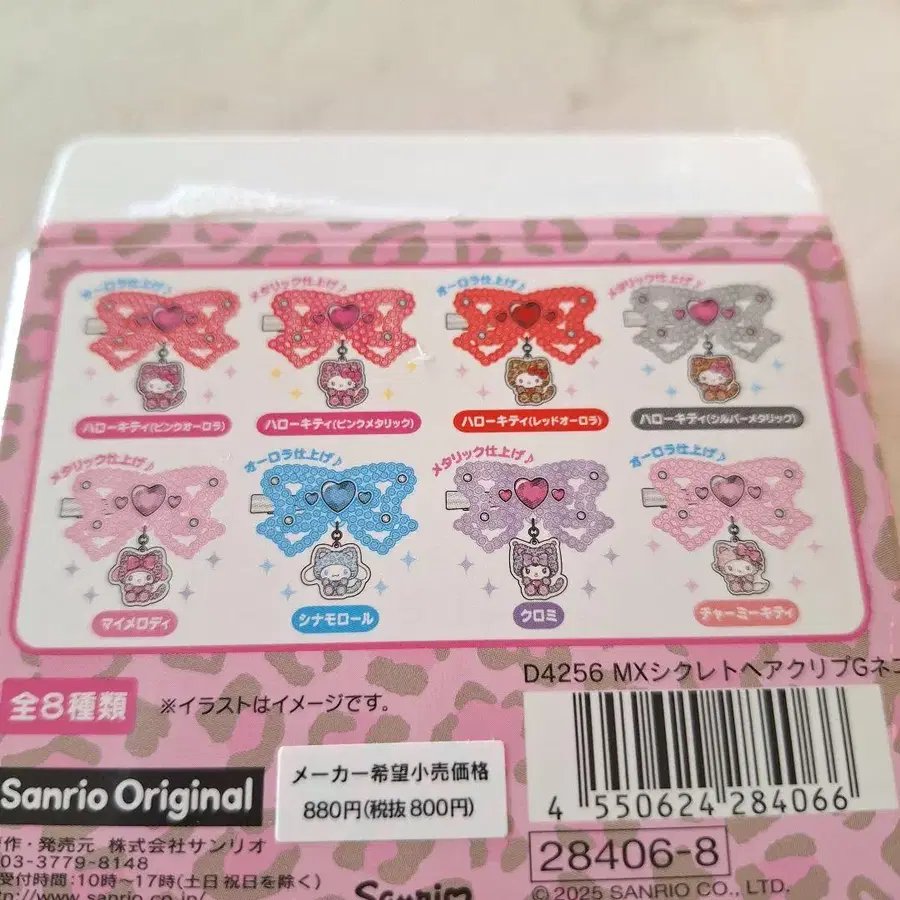 オーロラ仕上げ♪ メタリック仕上げ♪ オーロラ仕上げ♪ メタリック仕上げ♪
ハローキティ(ピンクオーロラ) ハローキティ(ピンクメタリック) ハローキティ(レッドオーロラ) ハローキティ(シルバーメタリック)
メタリック仕上げ♪ オーロラ仕上げ♪ メタリック仕上げ♪ オーロラ仕上げ♪
マイメロディ シナモロール クロミ チャーミーキティ
D4256 MXシクレトヘアクリプGネコ
全8種類 ※イラストはイメージです。
メーカー希望小売価格
880円(税抜800円)
4 550624 284066
28406-8
Sanrio Original
作・発売元 株式会社サンリオ
03-3779-8148
受付時間:10時〜17時(土日祝日を除く)
http://www.sanrio.co.jp/
Sanrio
©2025 SANRIO CO., LTD.